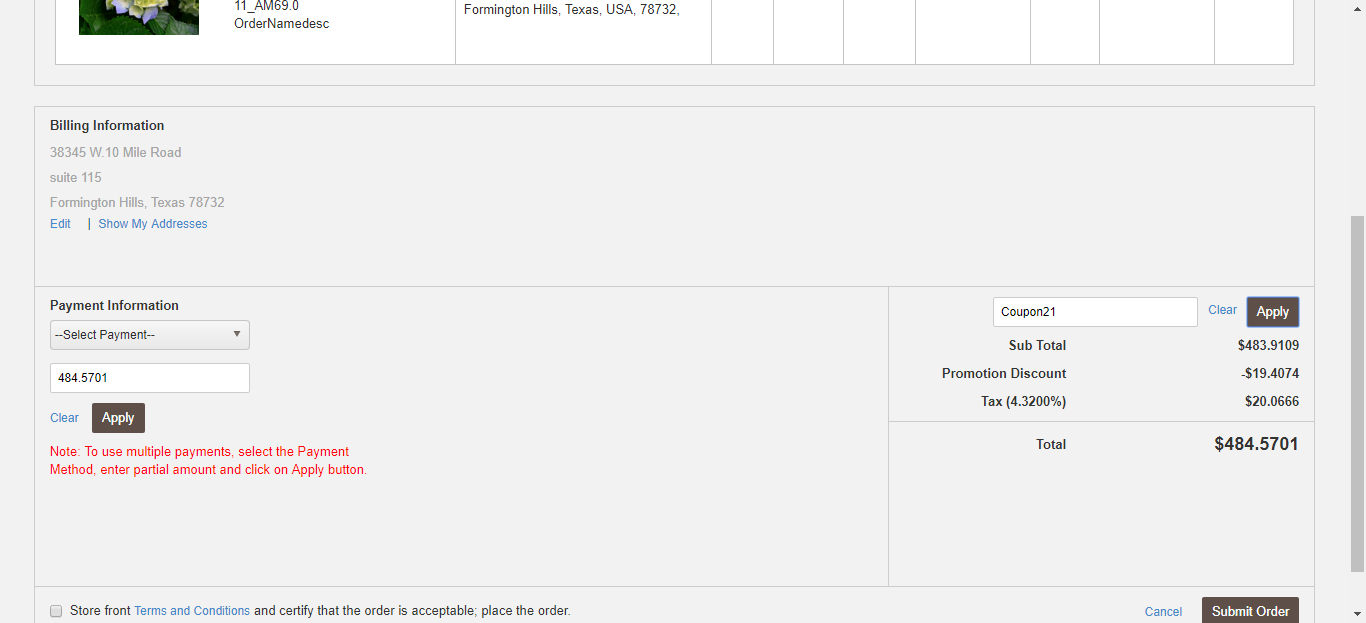 11_AM69.0
OrderNamedesc
Formington Hills, Texas, USA, 78732,
Billing Information
38345 W.10 Mile Road
suite 115
Formington Hills, Texas 78732
Edit | Show My Addresses
Payment Information
--Select Payment--
484.5701
Clear Apply
Note: To use multiple payments, select the Payment
Method, enter partial amount and click on Apply button.
Coupon21 Clear Apply
Sub Total $483.9109
Promotion Discount -$19.4074
Tax (4.3200%) $20.0666
Total $484.5701
Store front Terms and Conditions and certify that the order is acceptable; place the order.
Cancel Submit Order